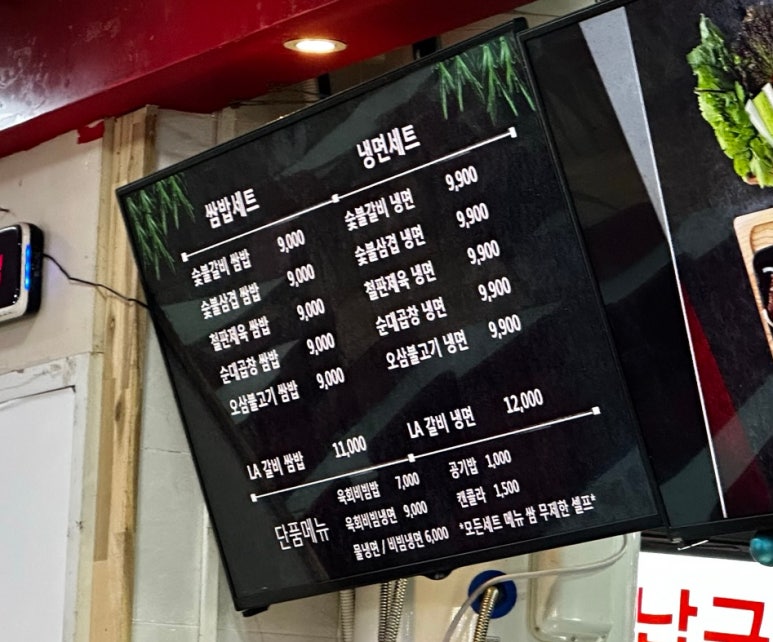 쌈밥세트
숯불갈비 쌈밥 9,000
숯불삼겹 쌈밥 9,000
철판제육 쌈밥 9,000
순대곱창 쌈밥 9,000
오삼불고기 쌈밥 9,000
LA 갈비 쌈밥 11,000
냉면세트
숯불갈비 냉면 9,900
숯불삼겹 냉면 9,900
철판제육 냉면 9,900
순대곱창 냉면 9,900
오삼불고기 냉면 9,900
LA 갈비 냉면 12,000
단품메뉴
육회비빔밥 7,000
육회비빔냉면 9,000
물냉면 / 비빔냉면 6,000
공기밥 1,000
캔콜라 1,500
*모든세트 메뉴 쌈 무제한 셀프*